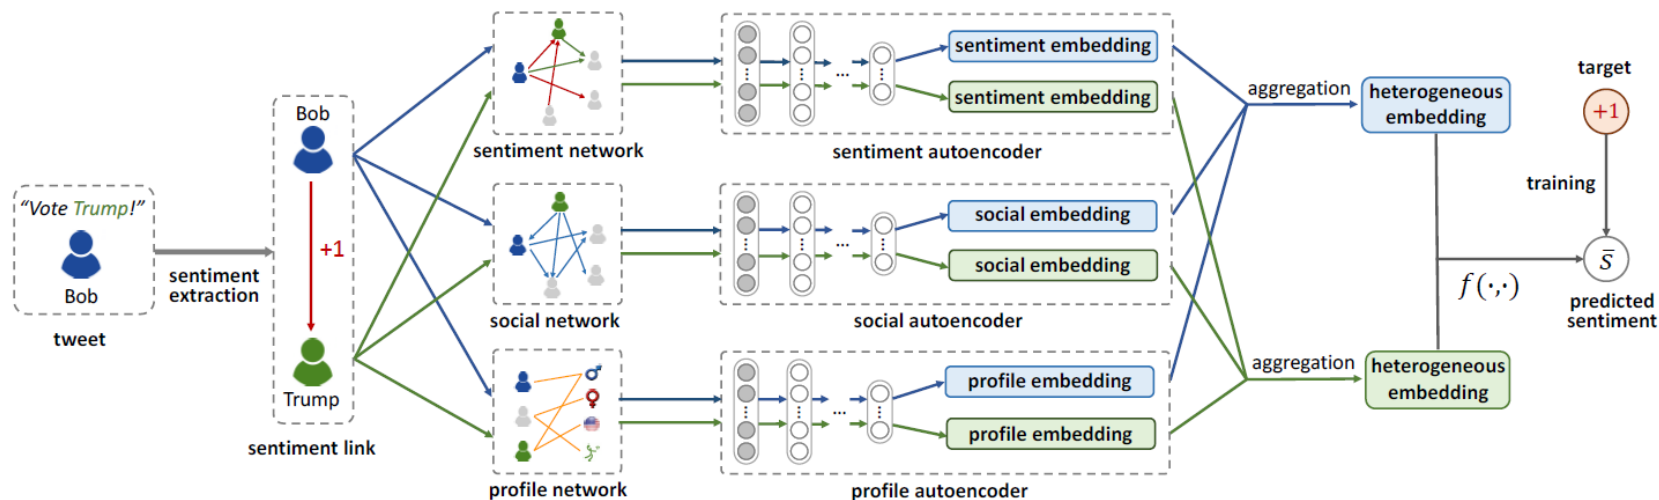 "Vote Trump!"
Bob
tweet
sentiment
extraction
Bob
+1
Trump
sentiment link
sentiment network
social network
profile network
...
sentiment embedding
sentiment embedding
sentiment autoencoder
...
social embedding
social embedding
social autoencoder
...
profile embedding
profile embedding
profile autoencoder
aggregation
heterogeneous
embedding
aggregation
heterogeneous
embedding
f(·,·)
target
+1
training
s̄
predicted
sentiment